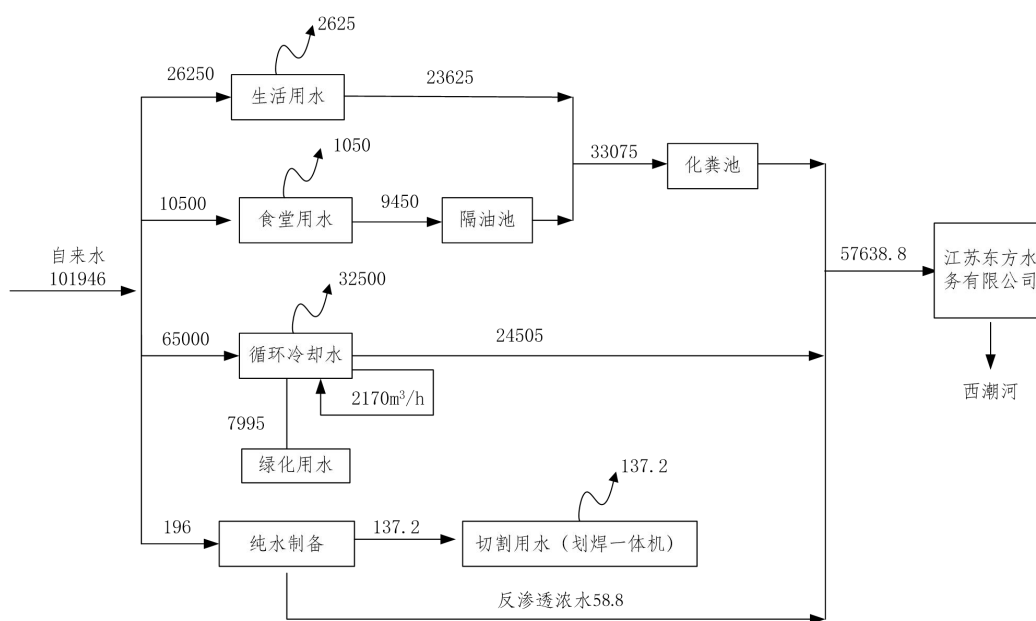 2625
26250
生活用水
23625
1050
33075
化粪池
10500
食堂用水
9450
隔油池
自来水
101946
57638.8
江苏东方水
务有限公司
32500
65000
循环冷却水
24505
2170m³/h
7995
绿化用水
西潮河
137.2
196
纯水制备
137.2
切割用水（划焊一体机）
反渗透浓水58.8